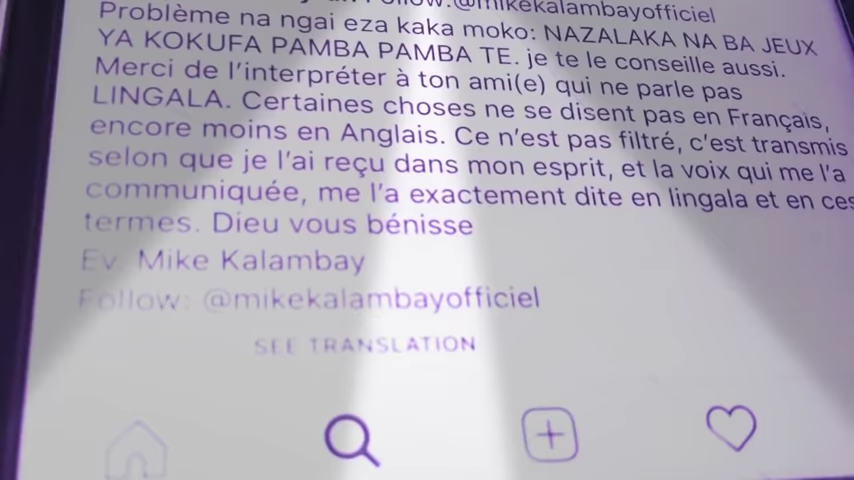 Follow:@mikekalambayofficiel
Problème na ngai eza kaka moko: NAZALAKA NA BA JEUX
YA KOKUFA PAMBA PAMBA TE. je te le conseille aussi.
Merci de l'interpréter à ton ami(e) qui ne parle pas
LINGALA. Certaines choses ne se disent pas en Français,
encore moins en Anglais. Ce n'est pas filtré, c'est transmis
selon que je l'ai reçu dans mon esprit, et la voix qui me l'a
communiquée, me l'a exactement dite en lingala et en ces
termes. Dieu vous bénisse
Ev. Mike Kalambay
Follow: @mikekalambayofficiel
SEE TRANSLATION